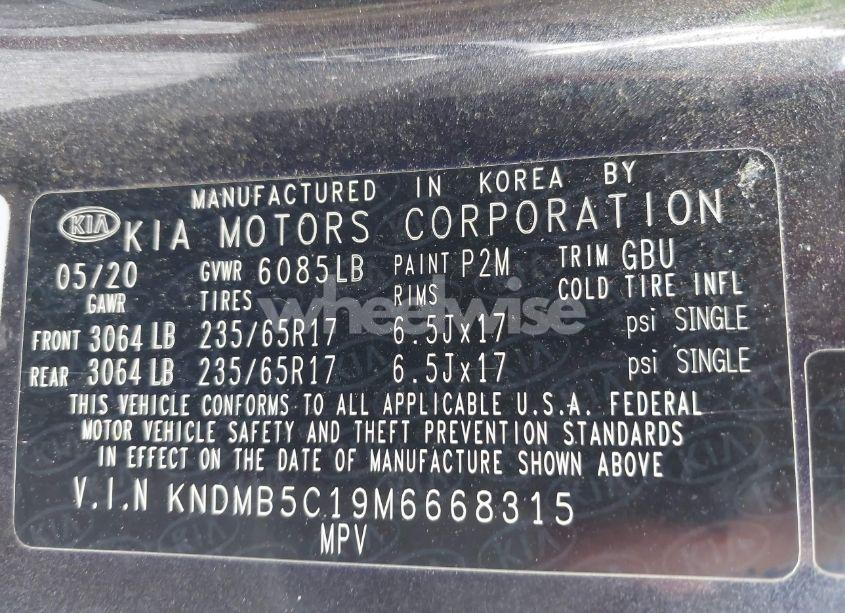 MANUFACTURED IN KOREA BY
KIA KIA MOTORS CORPORATION
05/20 GVWR 6085LB PAINT P2M TRIM GBU
GAWR TIRES RIMS COLD TIRE INFL
wheelwise
FRONT 3064 LB 235/65R17 6.5Jx17 psi SINGLE
REAR 3064 LB 235/65R17 6.5Jx17 psi SINGLE
THIS VEHICLE CONFORMS TO ALL APPLICABLE U.S.A. FEDERAL
MOTOR VEHICLE SAFETY AND THEFT PREVENTION STANDARDS
IN EFFECT ON THE DATE OF MANUFACTURE SHOWN ABOVE
V.I.N KNDMB5C19M6668315
MPV